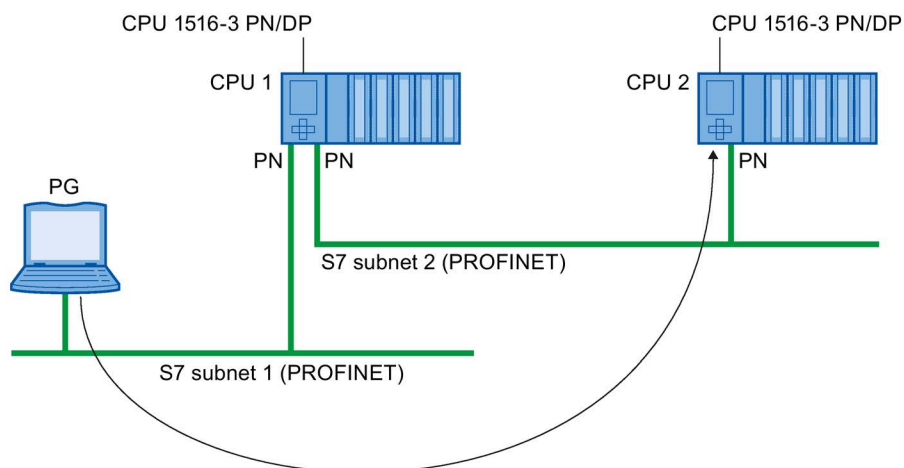 CPU 1516-3 PN/DP
CPU 1516-3 PN/DP
CPU 1
CPU 2
PN
PN
PN
PG
S7 subnet 2 (PROFINET)
S7 subnet 1 (PROFINET)